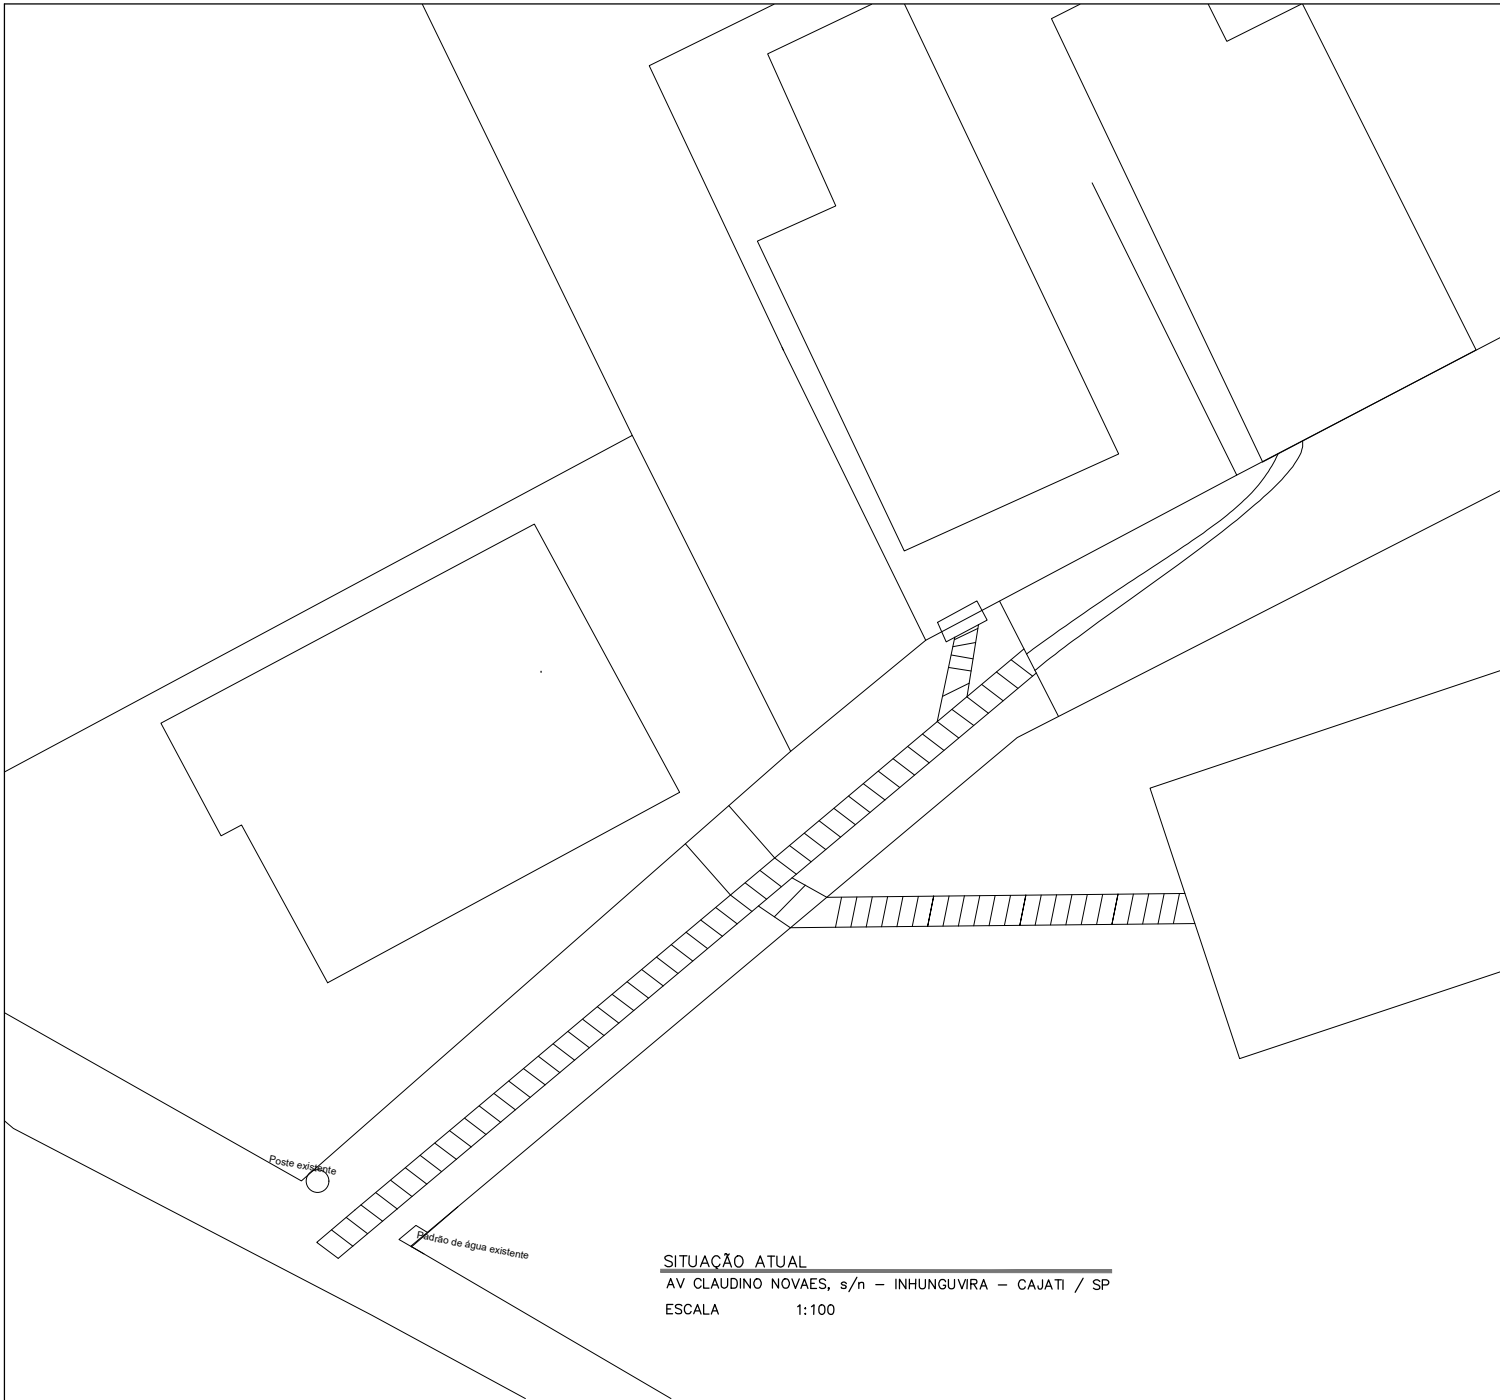 Poste existente
Padrão de água existente
SITUAÇÃO ATUAL
AV CLAUDINO NOVAES, s/n – INHUNGUVIRA – CAJATI / SP
ESCALA 1:100